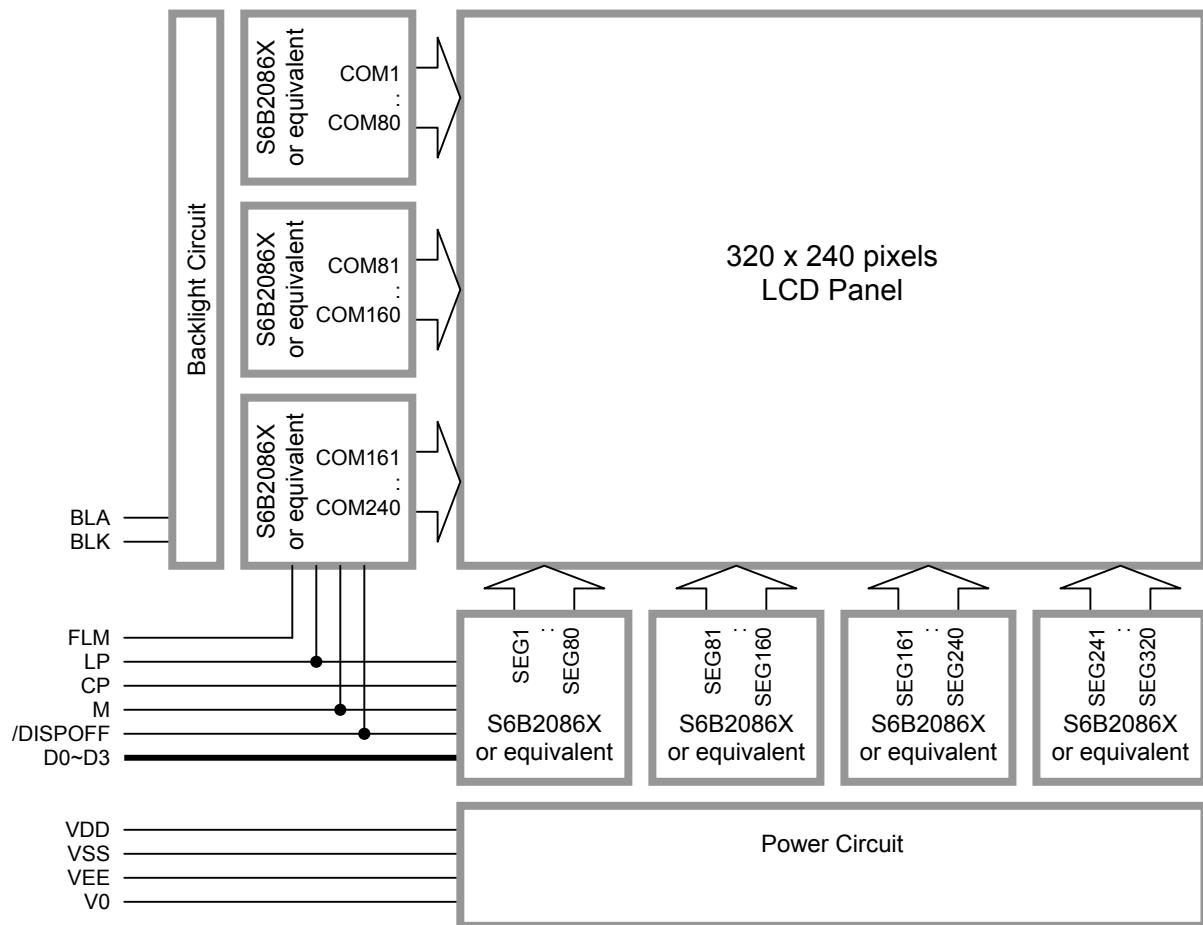 Backlight Circuit
S6B2086X
or equivalent
COM1
..
COM80
S6B2086X
or equivalent
COM81
..
COM160
S6B2086X
or equivalent
COM161
..
COM240
320 x 240 pixels
LCD Panel
BLA
BLK
FLM
LP
CP
M
/DISPOFF
D0~D3
SEG1
..
SEG80
S6B2086X
or equivalent
SEG81
..
SEG160
S6B2086X
or equivalent
SEG161
..
SEG240
S6B2086X
or equivalent
SEG241
..
SEG320
S6B2086X
or equivalent
VDD
VSS
VEE
V0
Power Circuit